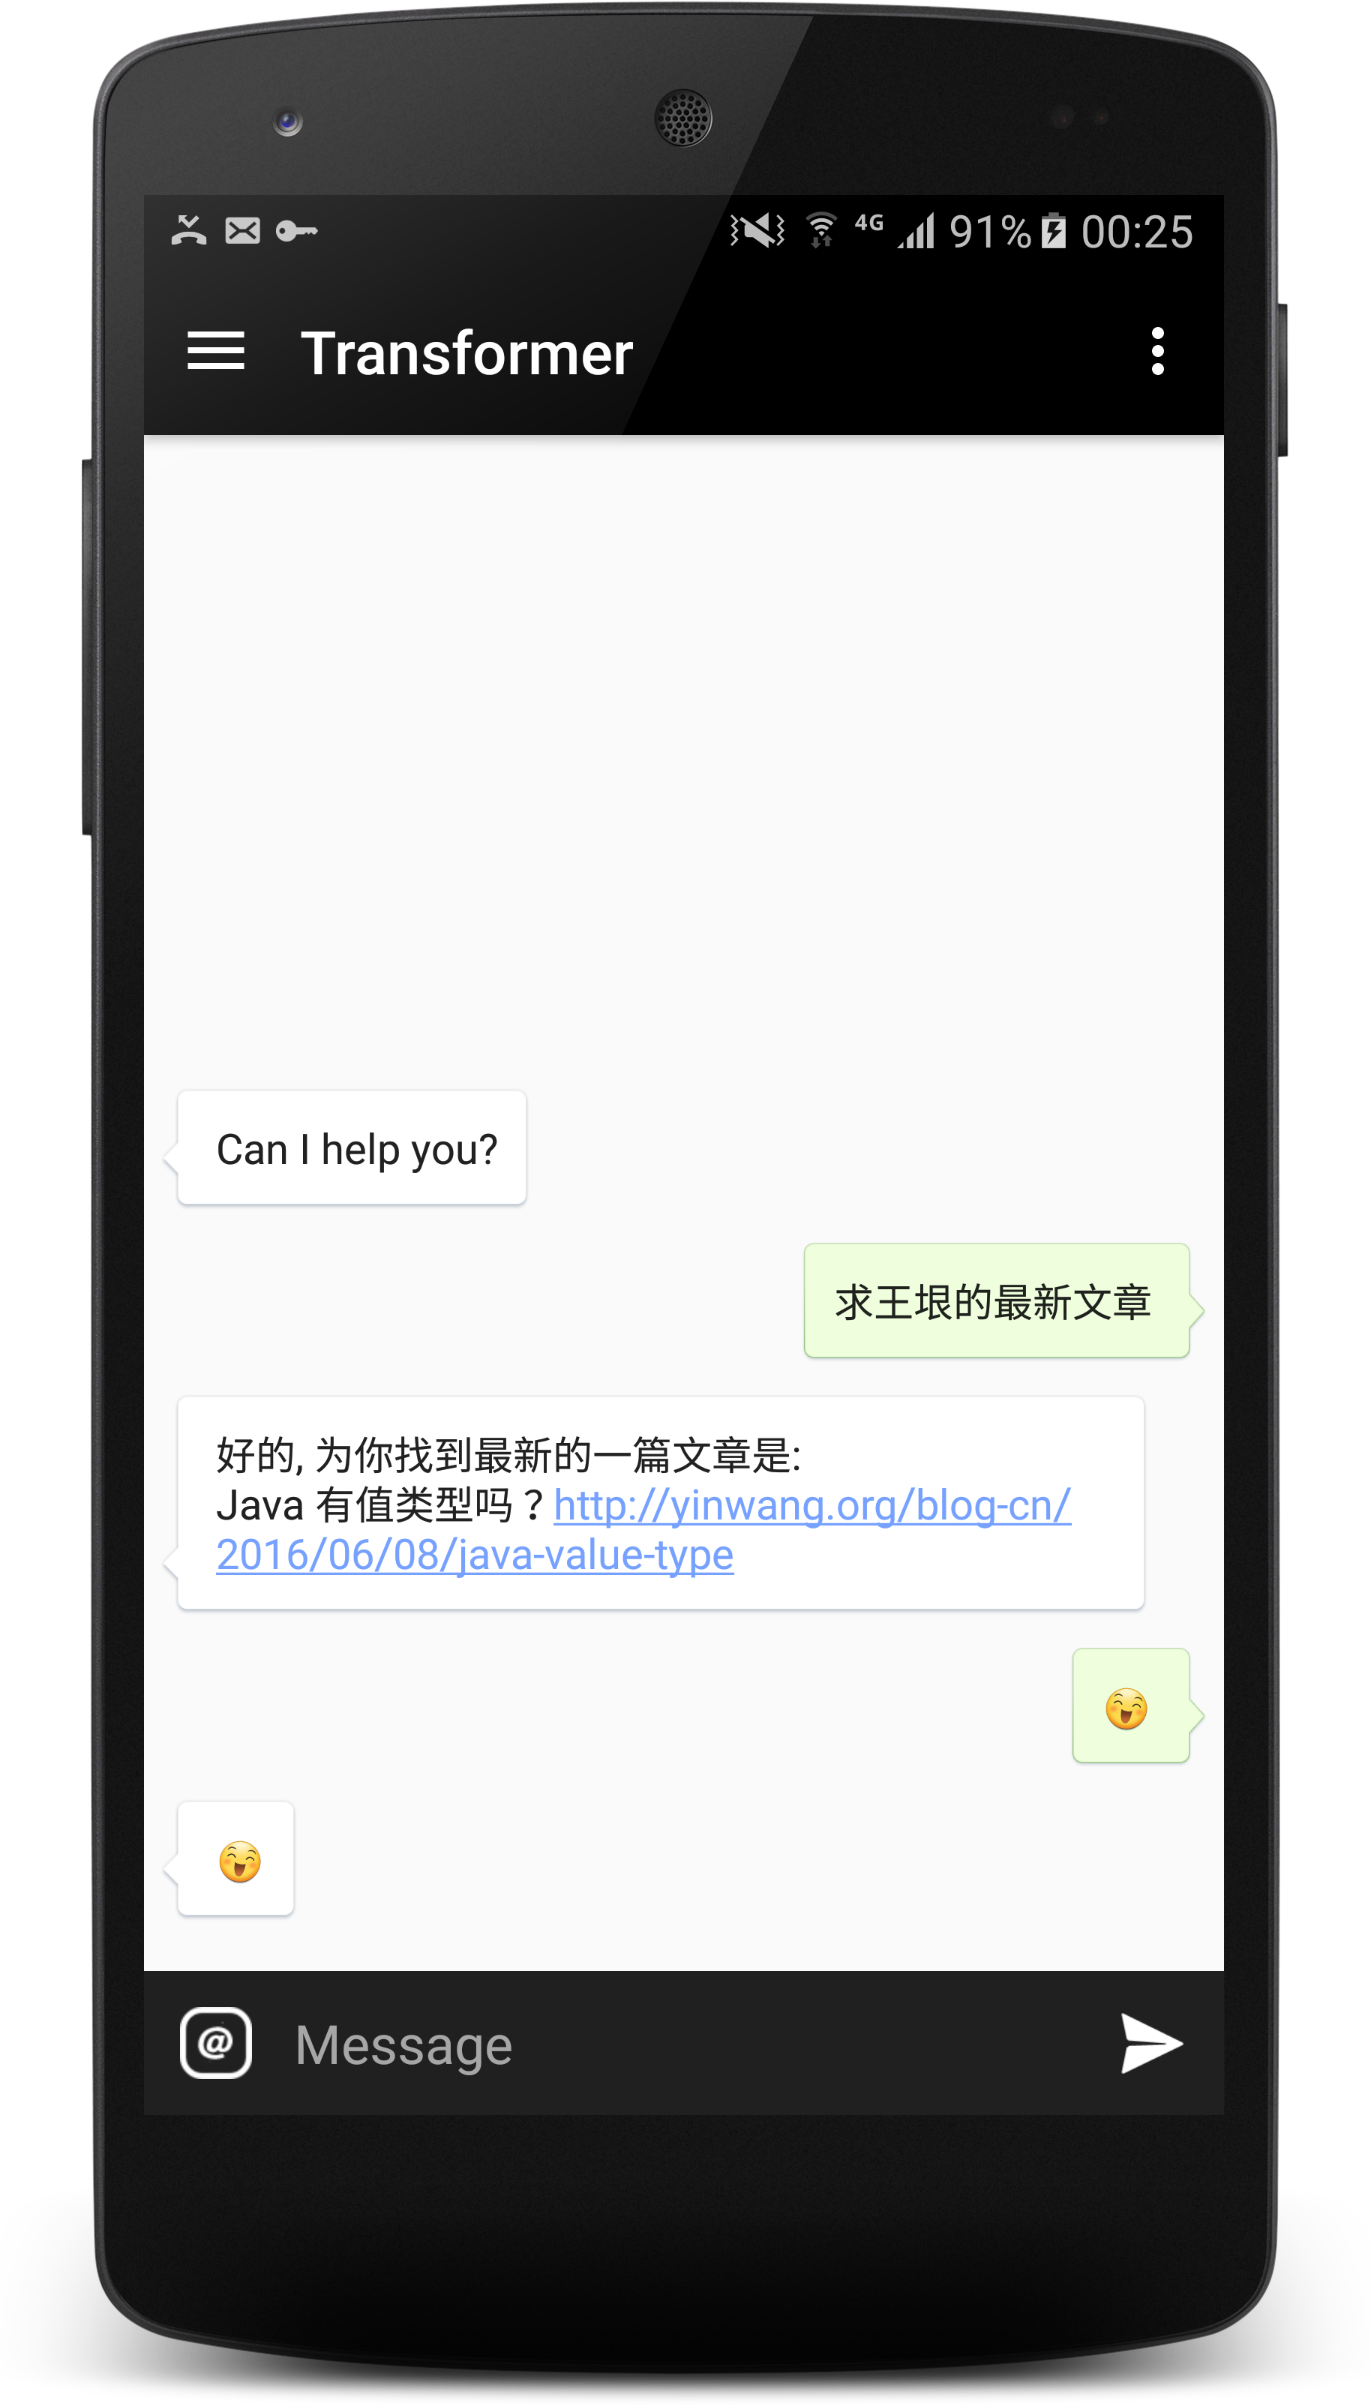 4G 91% 00:25
Transformer
Can I help you?
求王垠的最新文章
好的, 为你找到最新的一篇文章是:
Java 有值类型吗？http://yinwang.org/blog-cn/
2016/06/08/java-value-type
@ Message